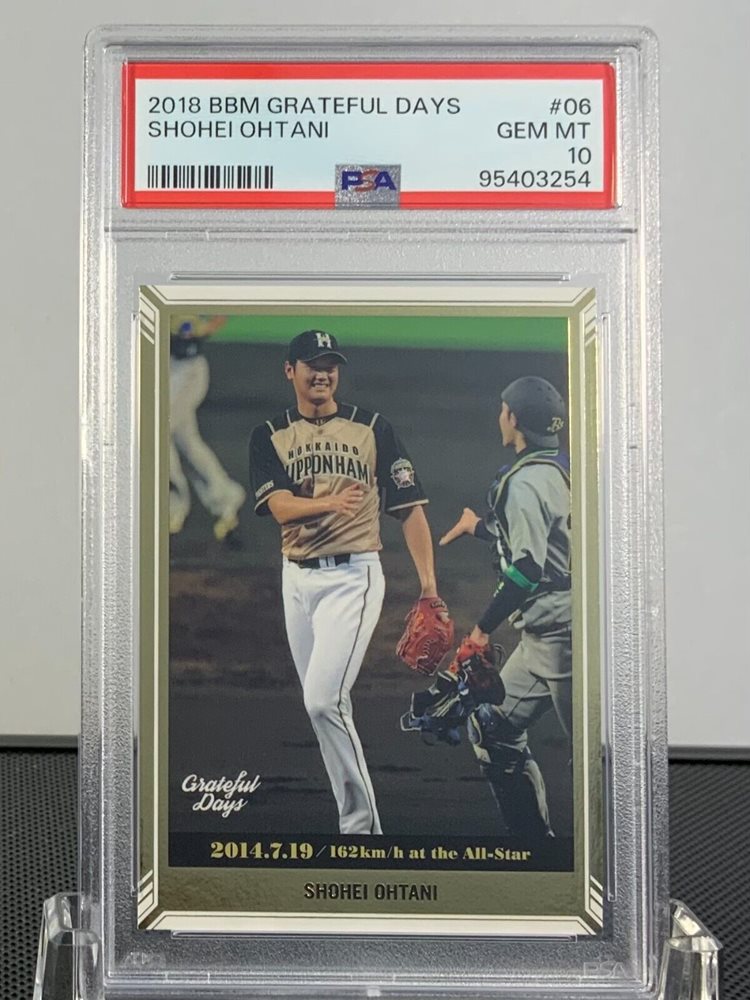 2018 BBM GRATEFUL DAYS #06
SHOHEI OHTANI GEM MT
10
PSA 95403254
H
HOKKAIDO
NIPPONHAM
Grateful
Days
2014.7.19 / 162km/h at the All-Star
SHOHEI OHTANI
PSA